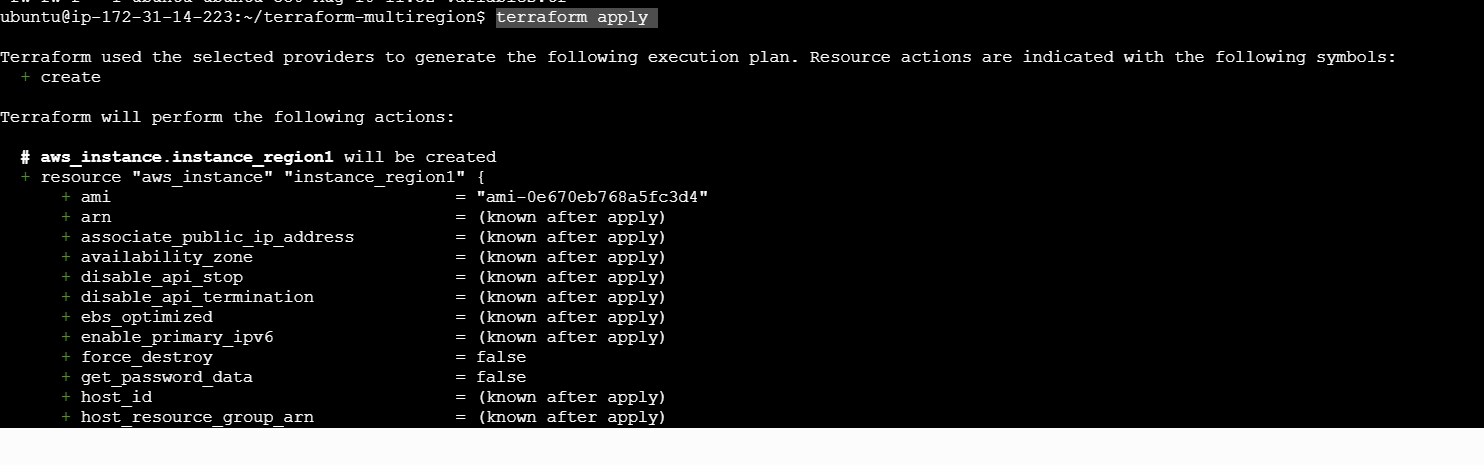 ubuntu@ip-172-31-14-223:~/terraform-multiregion$ terraform apply
Terraform used the selected providers to generate the following execution plan. Resource actions are indicated with the following symbols:
+ create
Terraform will perform the following actions:
# aws_instance.instance_region1 will be created
+ resource "aws_instance" "instance_region1" {
+ ami = "ami-0e670eb768a5fc3d4"
+ arn = (known after apply)
+ associate_public_ip_address = (known after apply)
+ availability_zone = (known after apply)
+ disable_api_stop = (known after apply)
+ disable_api_termination = (known after apply)
+ ebs_optimized = (known after apply)
+ enable_primary_ipv6 = (known after apply)
+ force_destroy = false
+ get_password_data = false
+ host_id = (known after apply)
+ host_resource_group_arn = (known after apply)